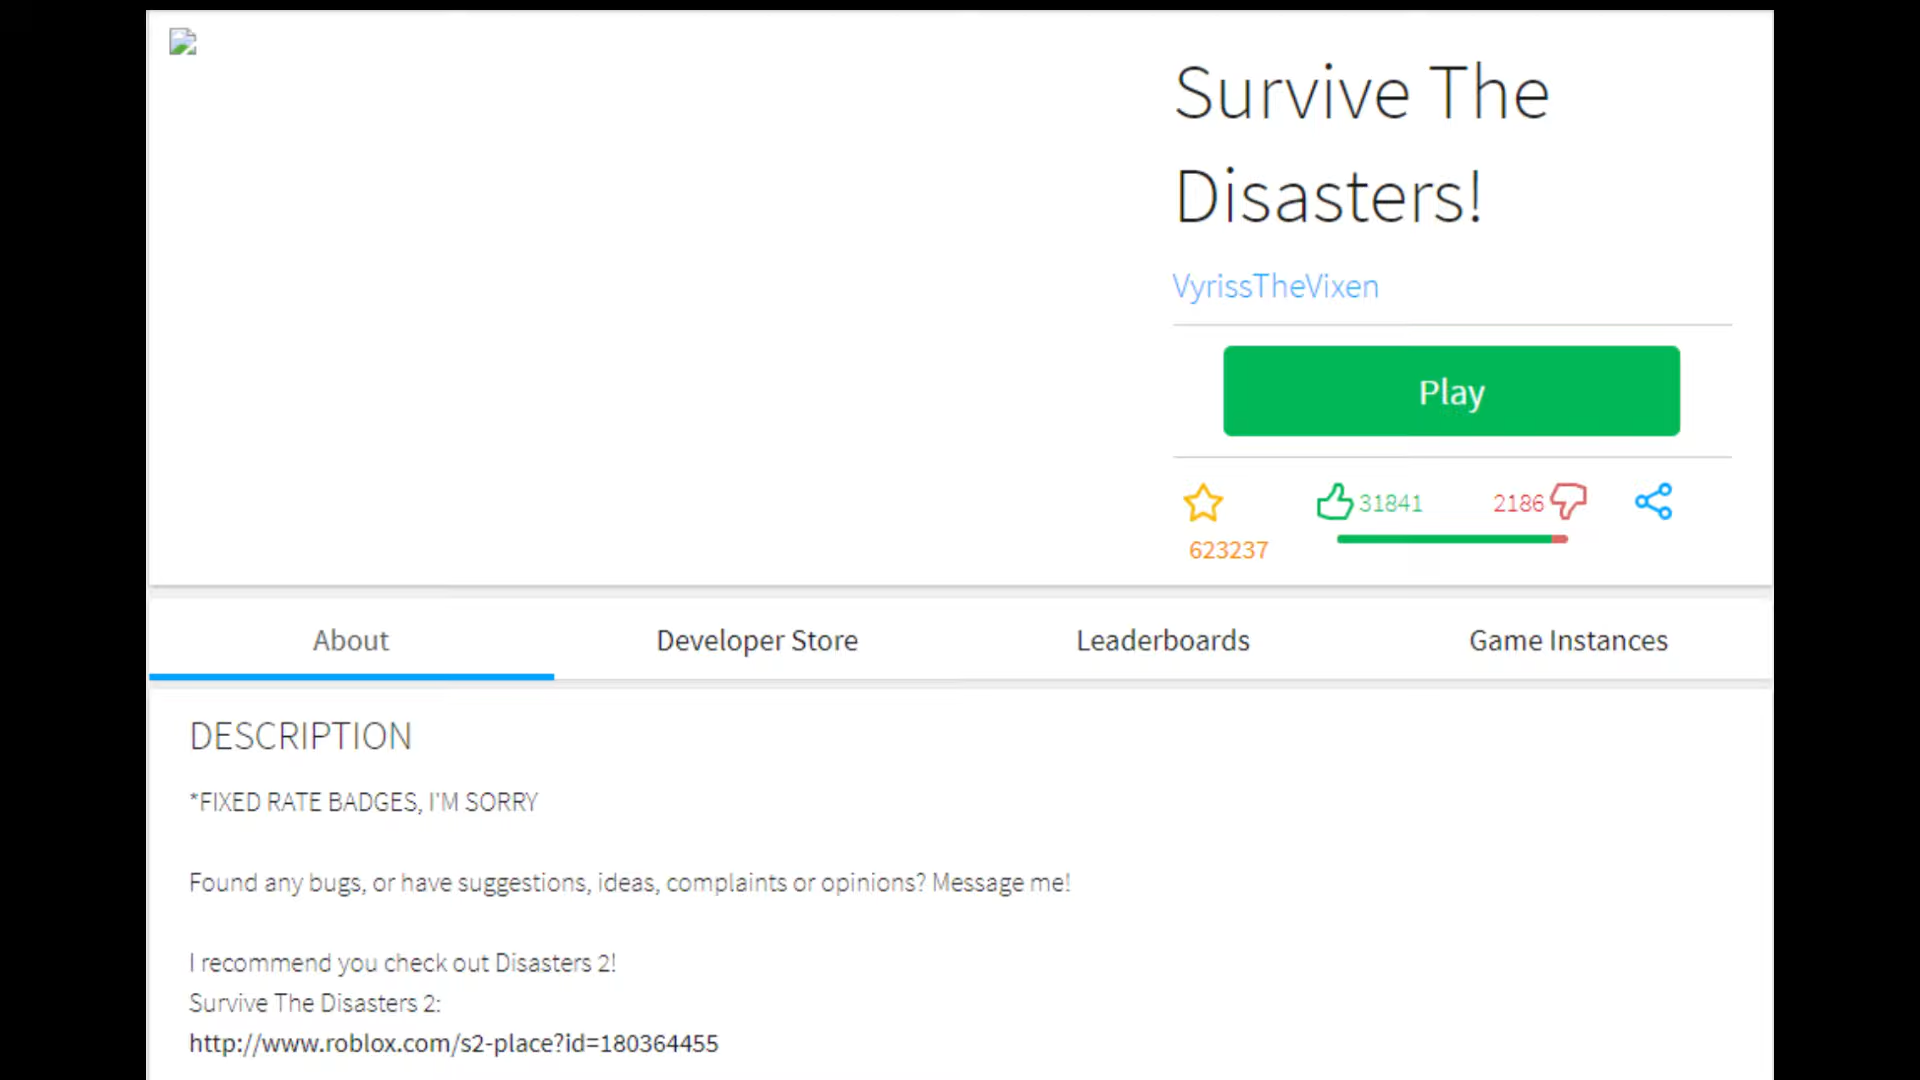 Survive The
Disasters!
VyrissTheVixen
Play
31841
2186
623237
About
Developer Store
Leaderboards
Game Instances
DESCRIPTION
*FIXED RATE BADGES, I'M SORRY
Found any bugs, or have suggestions, ideas, complaints or opinions? Message me!
I recommend you check out Disasters 2!
Survive The Disasters 2:
http://www.roblox.com/s2-place?id=180364455